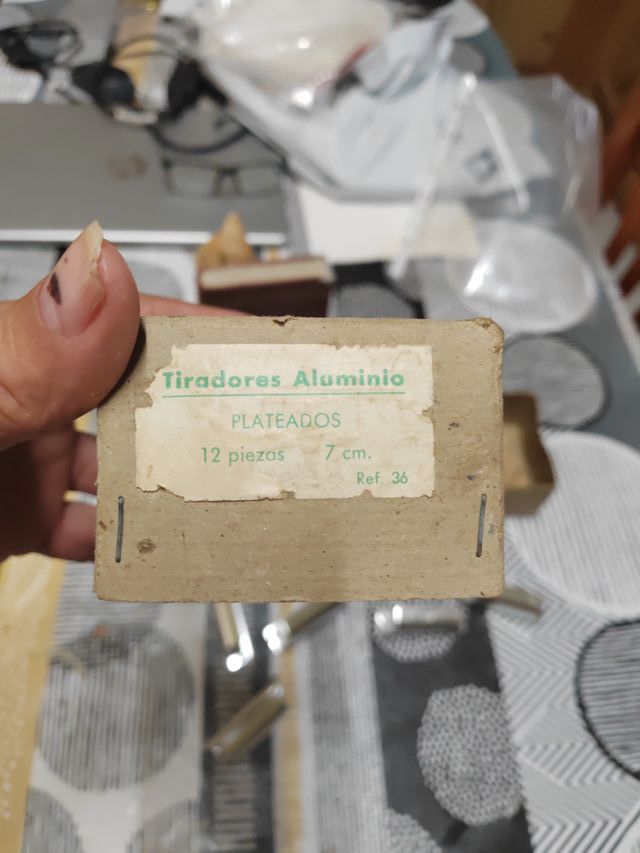 Tiradores Aluminio
PLATEADOS
12 piezas 7 cm.
Ref. 36